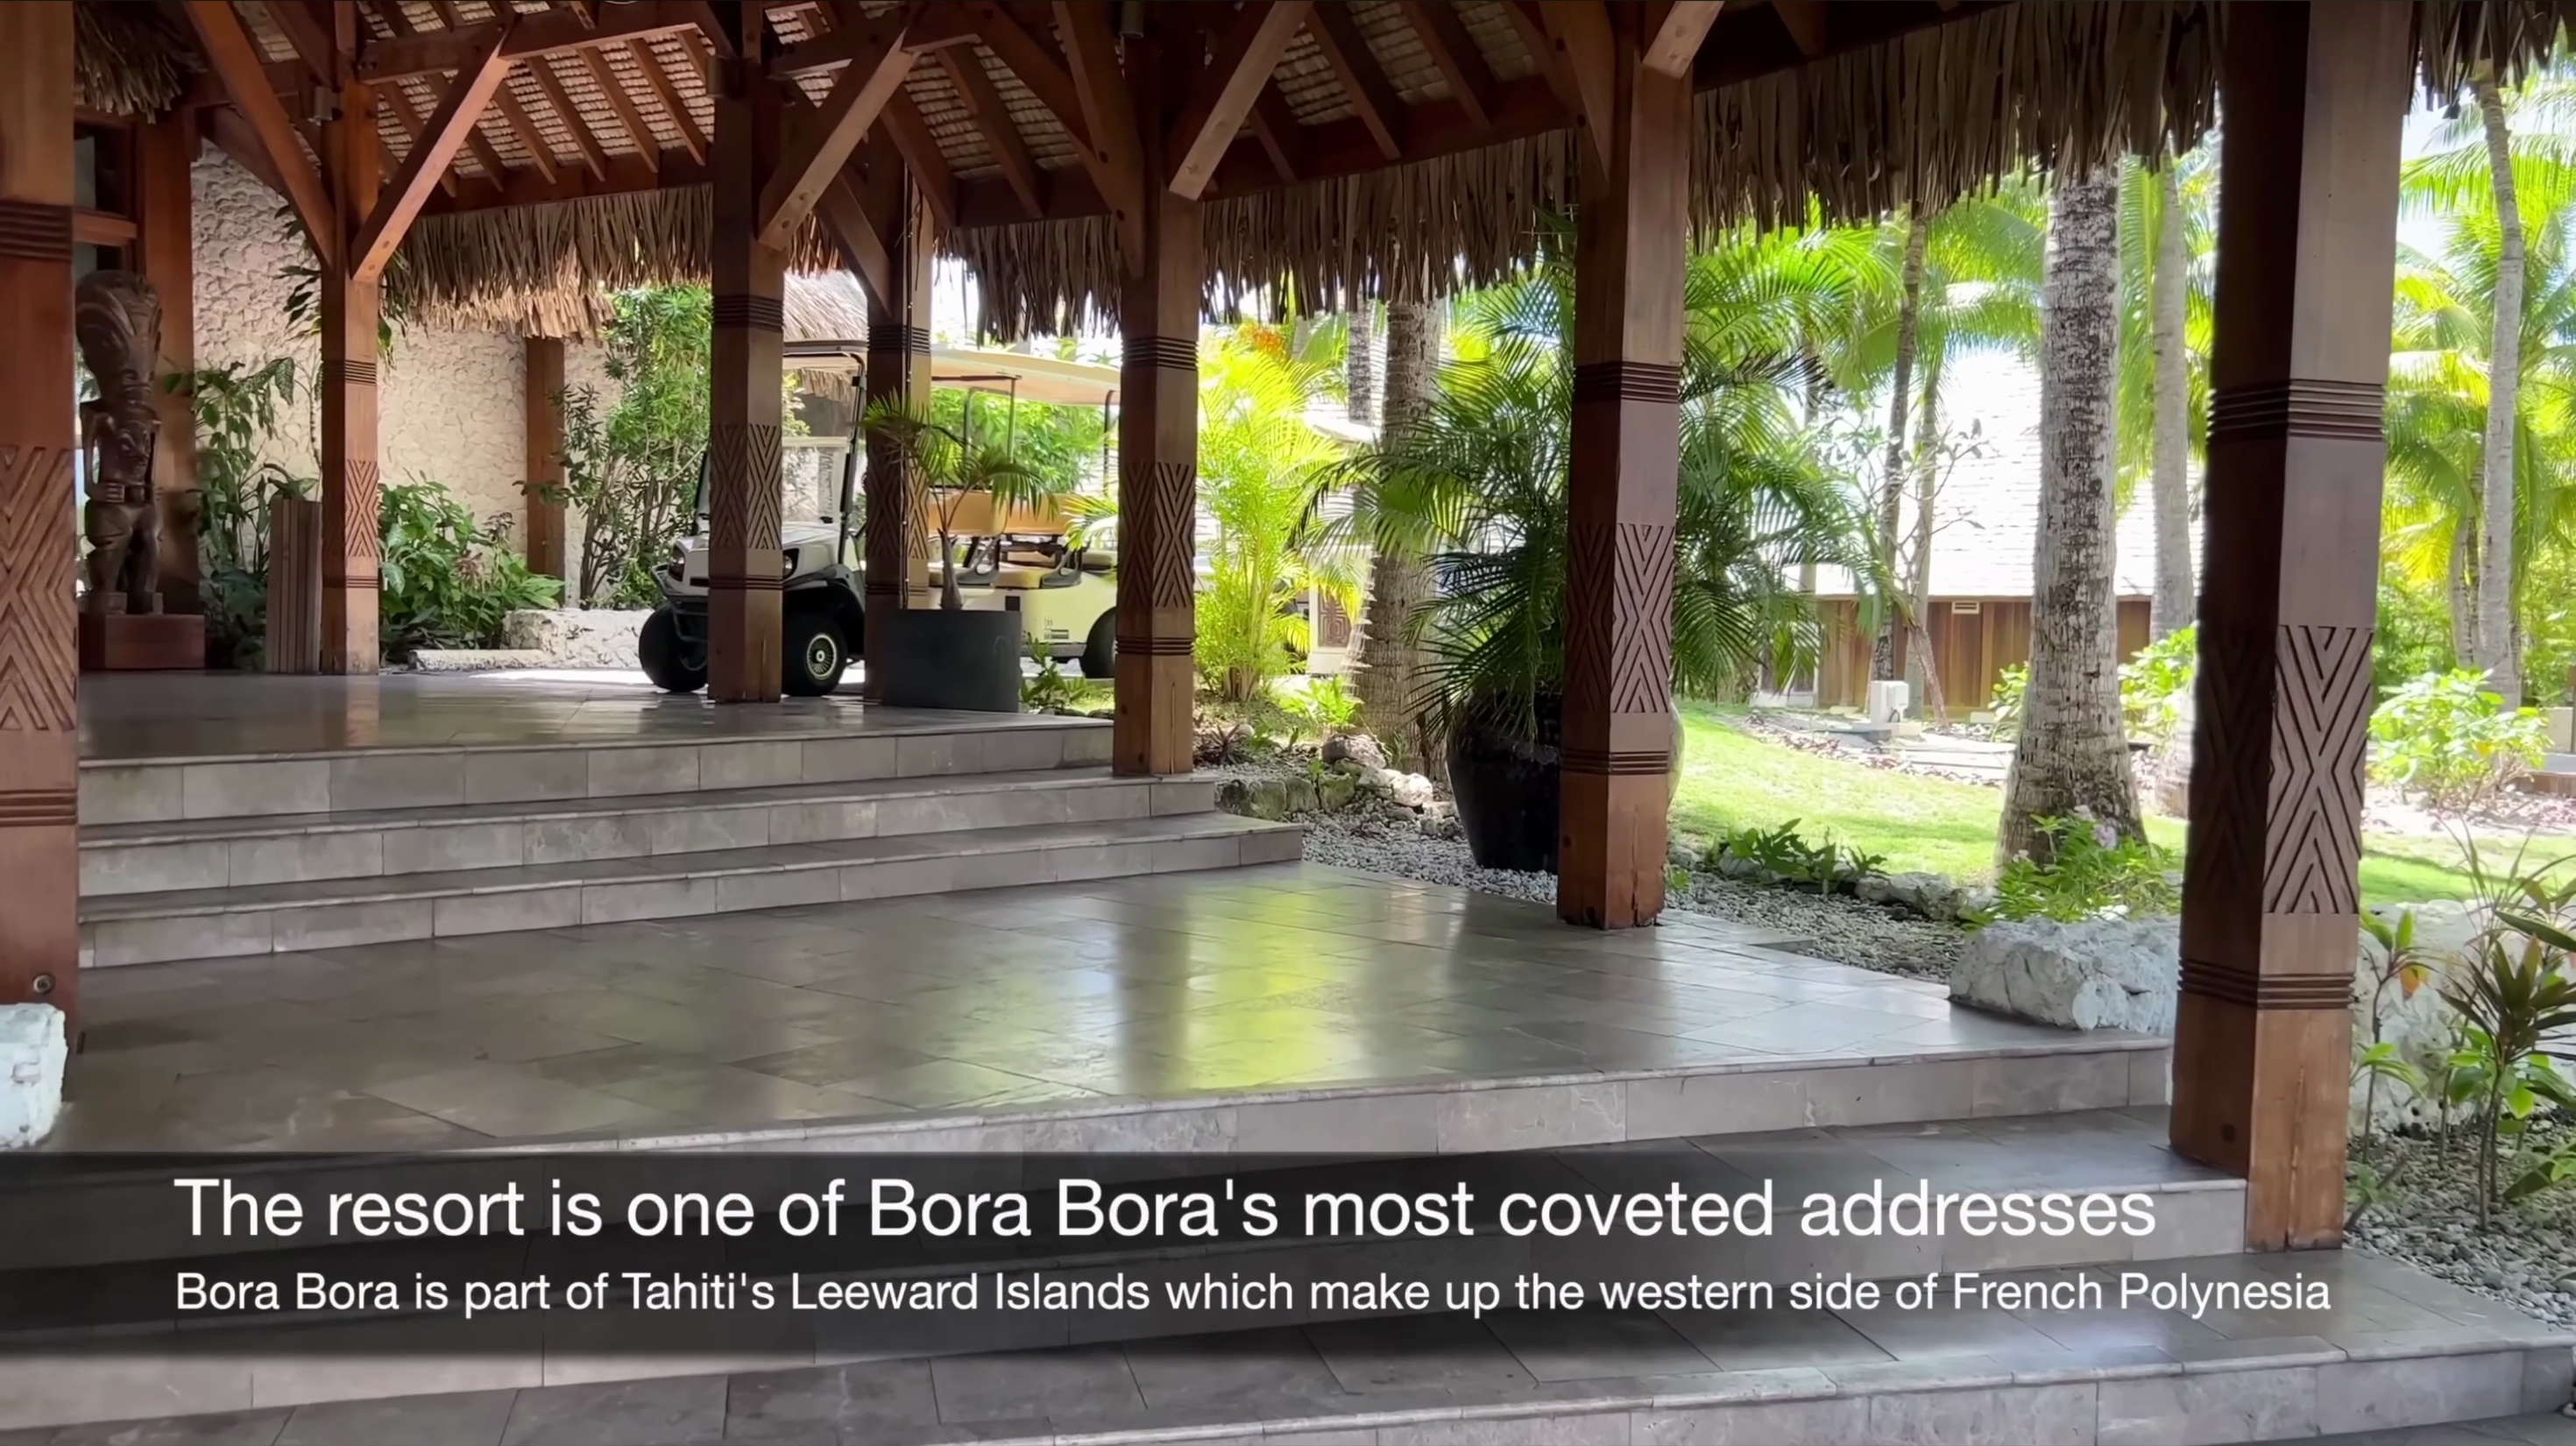 The resort is one of Bora Bora's most coveted addresses
Bora Bora is part of Tahiti's Leeward Islands which make up the western side of French Polynesia